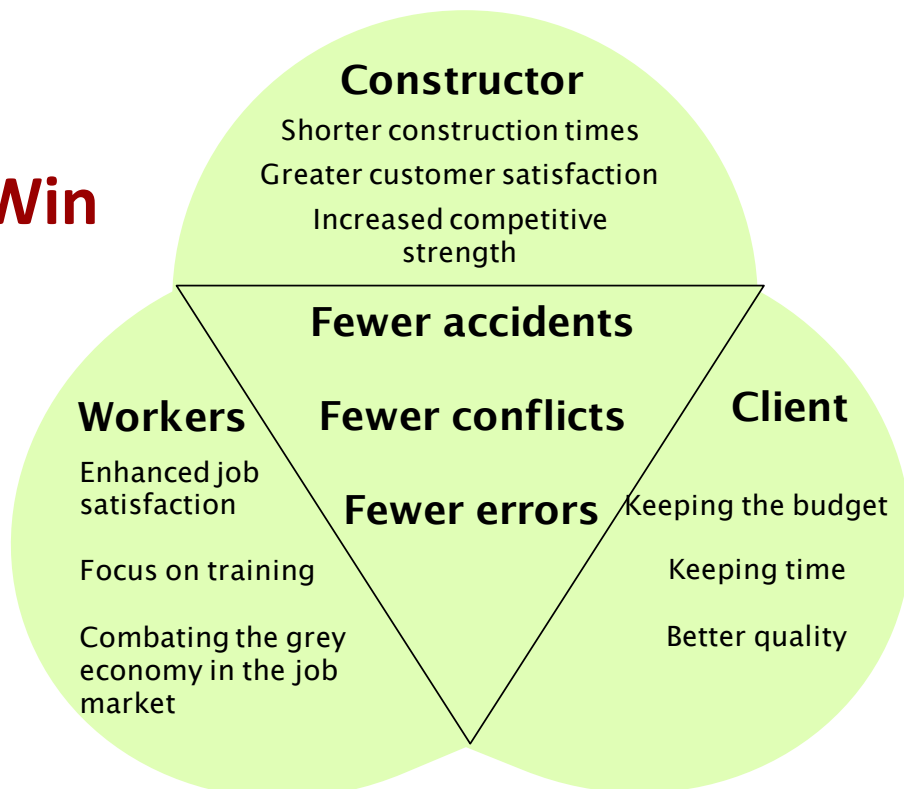 Win
Constructor
Shorter construction times
Greater customer satisfaction
Increased competitive
strength
Fewer accidents
Fewer conflicts
Fewer errors
Workers
Enhanced job
satisfaction
Focus on training
Combating the grey
economy in the job
market
Client
Keeping the budget
Keeping time
Better quality